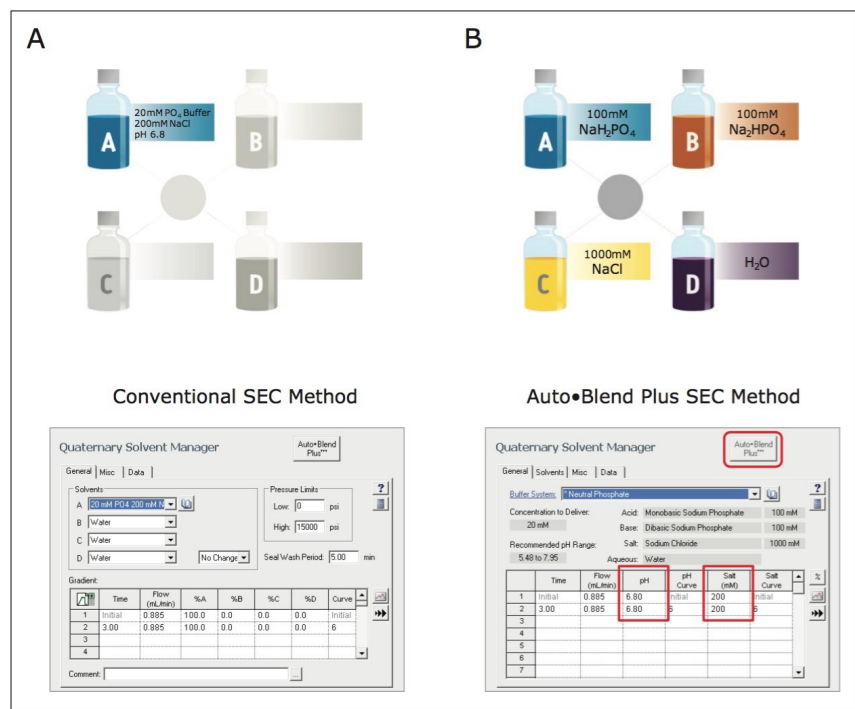 A
B
20mM PO₄ Buffer
200mM NaCl
pH 6.8
A
B
C
D
100mM
NaH₂PO₄
100mM
Na₂HPO₄
A
B
1000mM
NaCl
H₂O
C
D
Conventional SEC Method
Auto•Blend Plus SEC Method
Quaternary Solvent Manager
Auto•Blend
Plus™
General Misc Data
Solvents
A 20 mM PO4 200 mM N
B Water
C Water
D Water
No Change
Pressure Limits
Low: 0 psi
High: 15000 psi
Seal Wash Period: 5.00 min
?
Gradient:
Time Flow (mL/min) %A %B %C %D Curve
1 Initial 0.885 100.0 0.0 0.0 0.0 Initial
2 3.00 0.885 100.0 0.0 0.0 0.0 6
3
4
Comment: ...
Quaternary Solvent Manager
Auto•Blend
Plus™
General Solvents Misc Data
Buffer System: * Neutral Phosphate
?
Concentration to Deliver: Acid: Monobasic Sodium Phosphate 100 mM
20 mM Base: Dibasic Sodium Phosphate 100 mM
Recommended pH Range: Salt: Sodium Chloride 1000 mM
5.48 to 7.95 Aqueous: Water
Time Flow (mL/min) pH pH Curve Salt (mM) Salt Curve
1 Initial 0.885 6.80 Initial 200 Initial
2 3.00 0.885 6.80 6 200 6
3
4
5
6
7
%